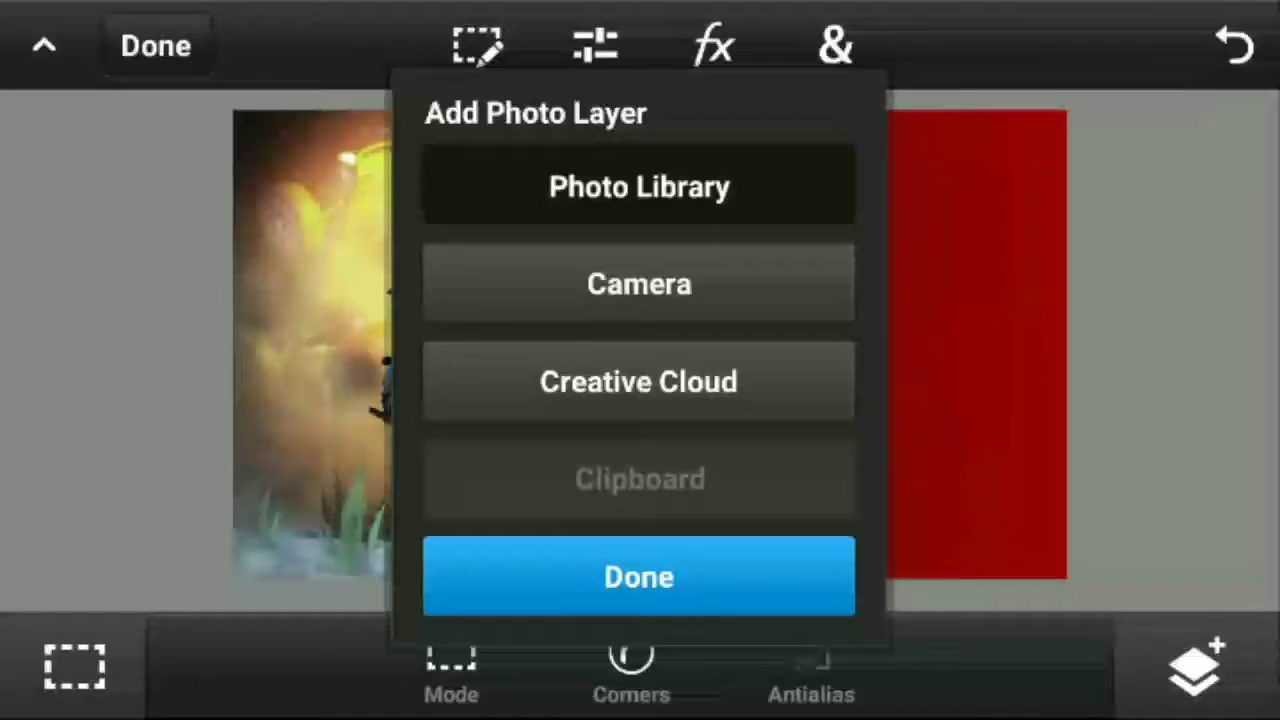 Done
fx
&
Add Photo Layer
Photo Library
Camera
Creative Cloud
Clipboard
Done
Mode
Corners
Antialias